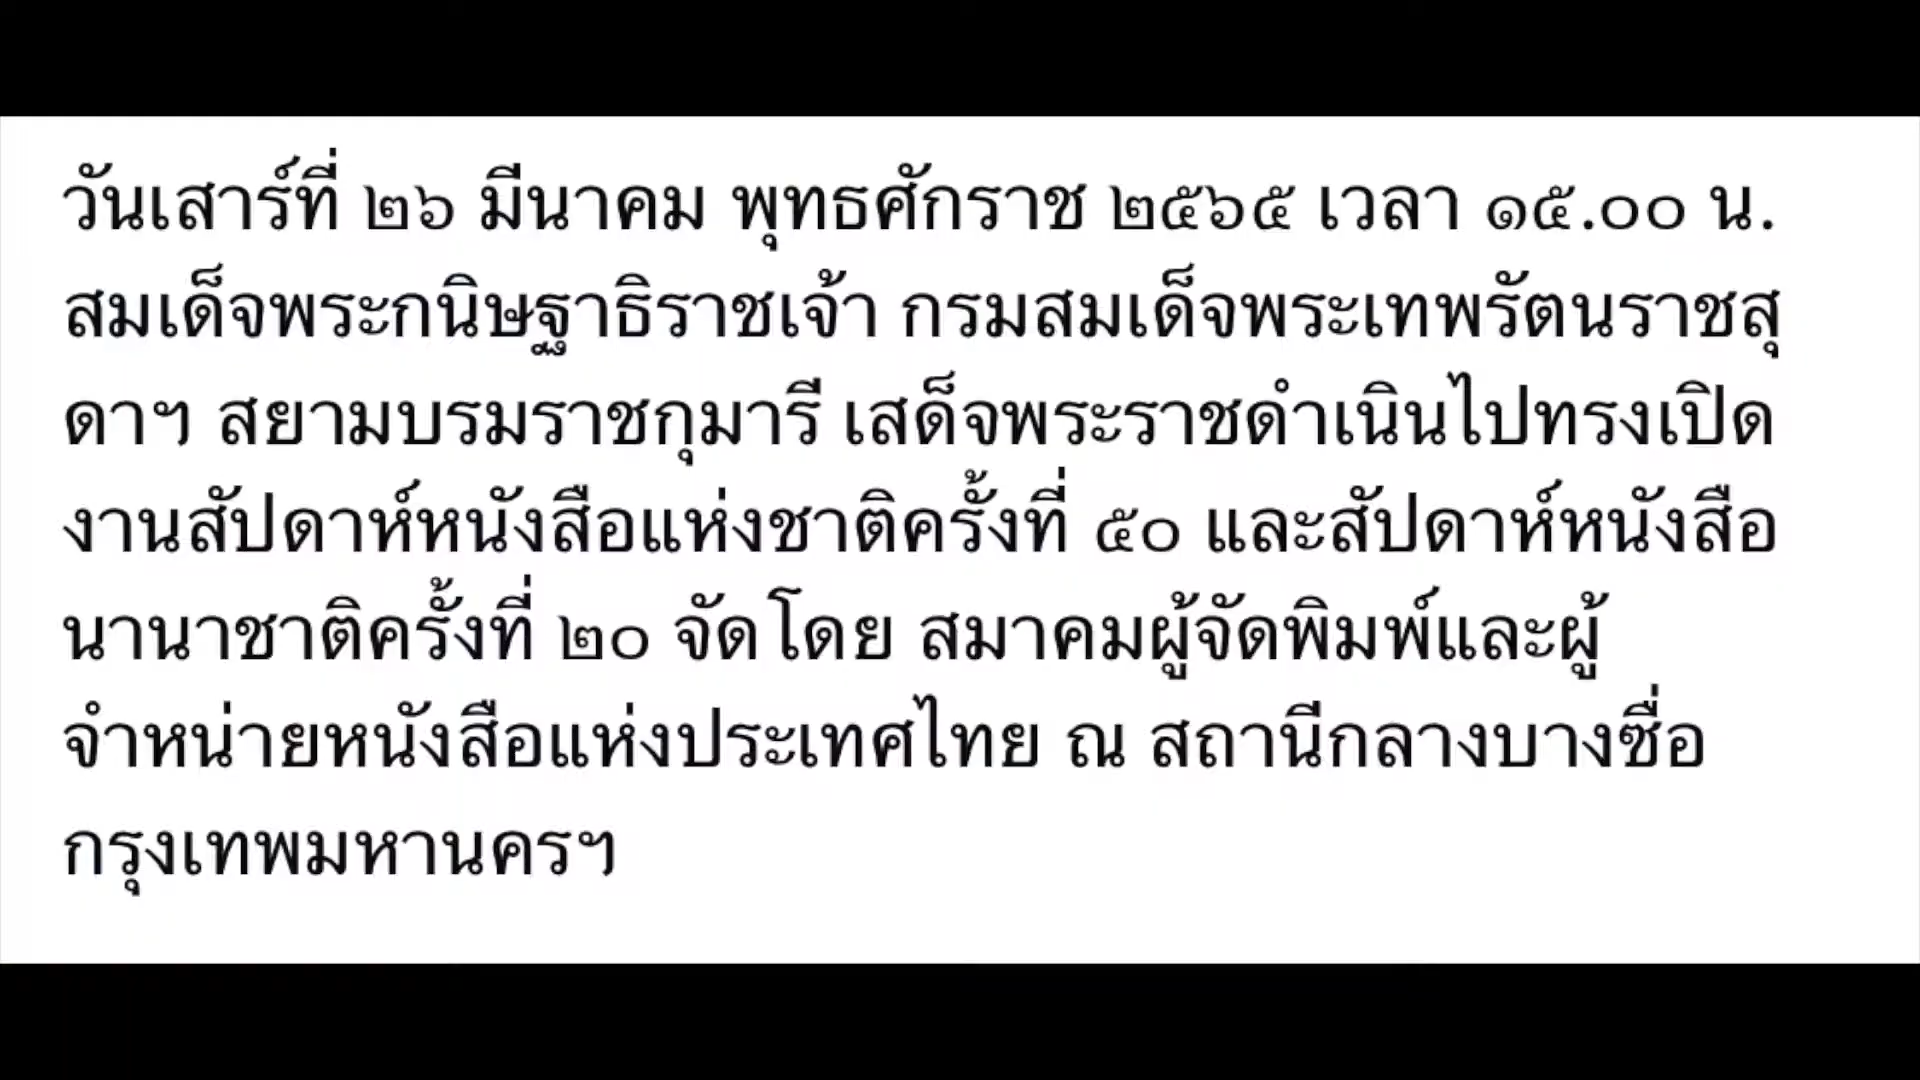 วันเสาร์ที่ ๒๖ มีนาคม พุทธศักราช ๒๕๖๕ เวลา ๑๕.๐๐ น.
สมเด็จพระกนิษฐาธิราชเจ้า กรมสมเด็จพระเทพรัตนราชสุ
ดาฯ สยามบรมราชกุมารี เสด็จพระราชดำเนินไปทรงเปิด
งานสัปดาห์หนังสือแห่งชาติครั้งที่ ๕๐ และสัปดาห์หนังสือ
นานาชาติครั้งที่ ๒๐ จัดโดย สมาคมผู้จัดพิมพ์และผู้
จำหน่ายหนังสือแห่งประเทศไทย ณ สถานีกลางบางซื่อ
กรุงเทพมหานครฯ